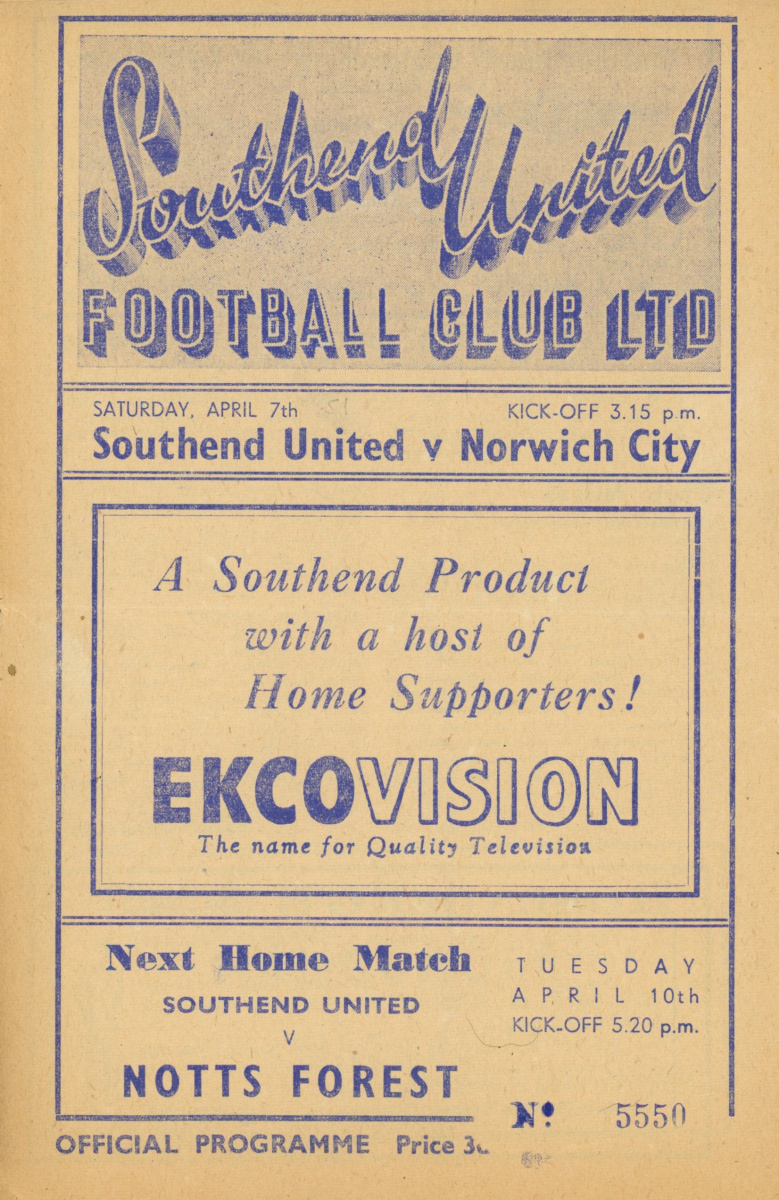 Southend United
FOOTBALL CLUB LTD
SATURDAY, APRIL 7th 51
KICK-OFF 3.15 p.m.
Southend United v Norwich City
A Southend Product
with a host of
Home Supporters!
EKCOVISION
The name for Quality Television
Next Home Match
SOUTHEND UNITED
v
NOTTS FOREST
TUESDAY
APRIL 10th
KICK-OFF 5.20 p.m.
No. 5550
OFFICIAL PROGRAMME Price